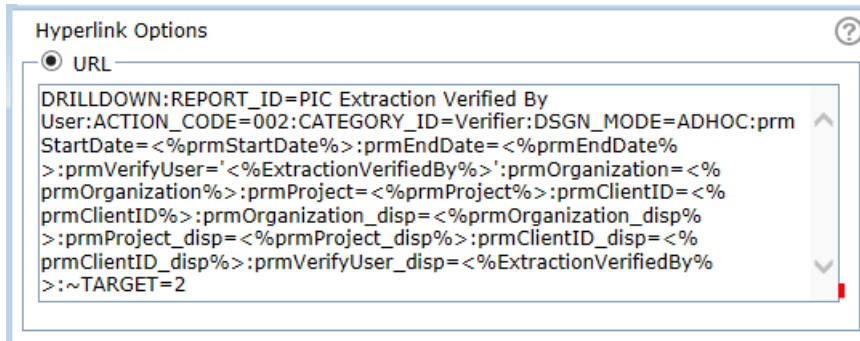 Hyperlink Options
?
URL
DRILLDOWN:REPORT_ID=PIC Extraction Verified By
User:ACTION_CODE=002:CATEGORY_ID=Verifier:DSGN_MODE=ADHOC:prm
StartDate=<%prmStartDate%>:prmEndDate=<%prmEndDate%
>:prmVerifyUser='<%ExtractionVerifiedBy%>':prmOrganization=<%
prmOrganization%>:prmProject=<%prmProject%>:prmClientID=<%
prmClientID%>:prmOrganization_disp=<%prmOrganization_disp%
>:prmProject_disp=<%prmProject_disp%>:prmClientID_disp=<%
prmClientID_disp%>:prmVerifyUser_disp=<%ExtractionVerifiedBy%
>:~TARGET=2